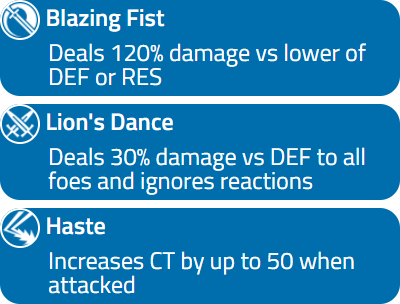 Blazing Fist
Deals 120% damage vs lower of
DEF or RES
Lion's Dance
Deals 30% damage vs DEF to all
foes and ignores reactions
Haste
Increases CT by up to 50 when
attacked